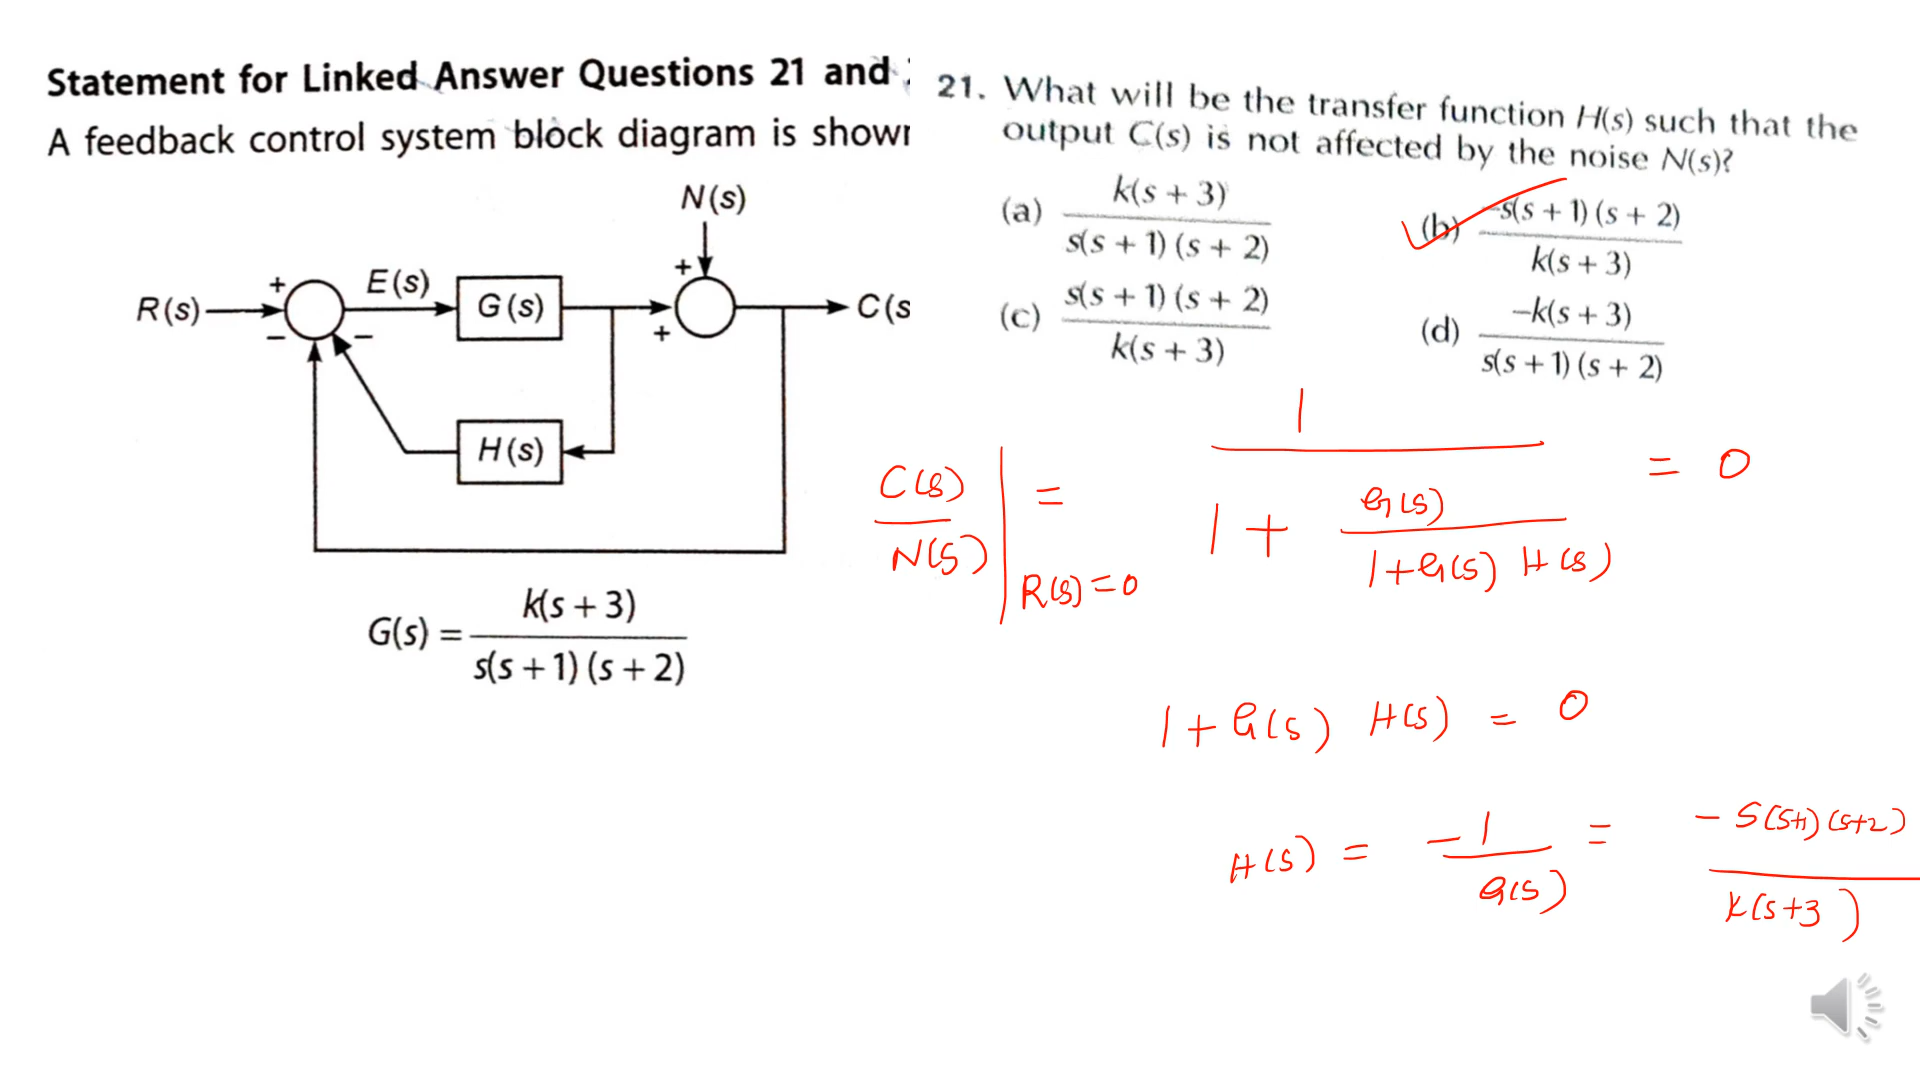 Statement for Linked Answer Questions 21 and
A feedback control system block diagram is show
N(s)
+
R(s)
+
E(s)
G(s)
+
C(s
−
−
H(s)
G(s) = k(s + 3) / s(s + 1) (s + 2)
21. What will be the transfer function H(s) such that the
output C(s) is not affected by the noise N(s)?
(a) k(s + 3) / s(s + 1) (s + 2)
(b) -s(s + 1) (s + 2) / k(s + 3)
(c) s(s + 1) (s + 2) / k(s + 3)
(d) -k(s + 3) / s(s + 1) (s + 2)
C(s) / N(s) | R(s)=0 = 1 / 1 + G(s) / 1+G(s) H(s) = 0
1 + G(s) H(s) = 0
H(s) = -1 / G(s) = - s(s+1) (s+2) / k(s+3)